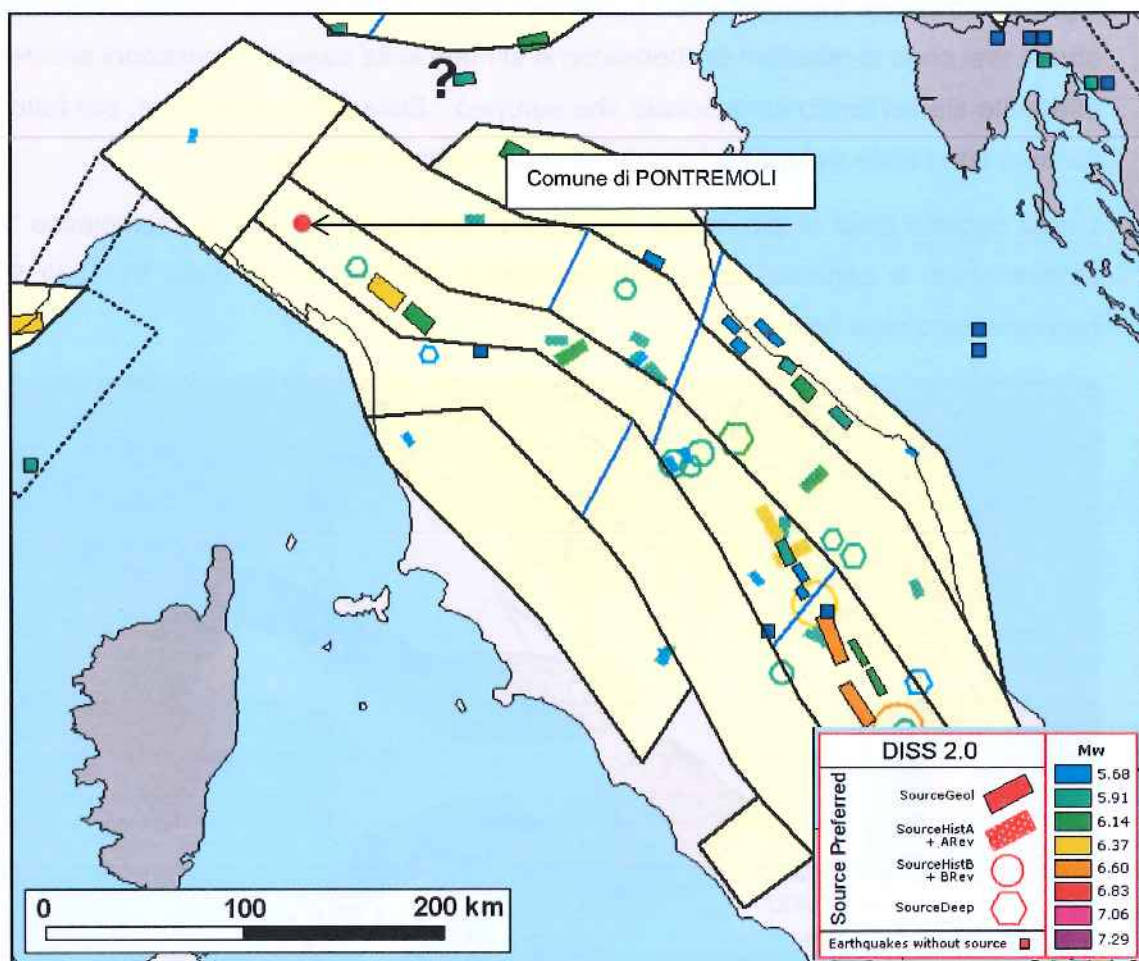 ?
Comune di PONTREMOLI
0 100 200 km
DISS 2.0
Source Preferred
SourceGeol
SourceHistA
+ ARev
SourceHistB
+ BRev
SourceDeep
Earthquakes without source
Mw
5.68
5.91
6.14
6.37
6.60
6.83
7.06
7.29